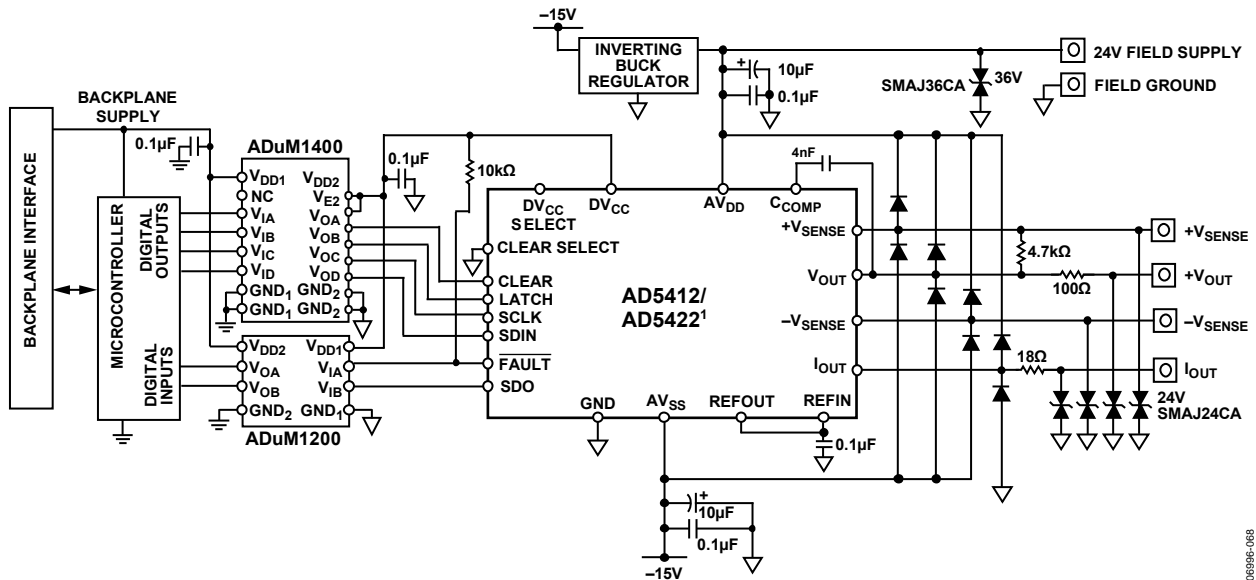 –15V
INVERTING
BUCK
REGULATOR
+
10µF
0.1µF
SMAJ36CA
36V
24V FIELD SUPPLY
FIELD GROUND
BACKPLANE INTERFACE
BACKPLANE
SUPPLY
0.1µF
MICROCONTROLLER
DIGITAL
OUTPUTS
DIGITAL
INPUTS
ADuM1400
VDD1
NC
VIA
VIB
VIC
VID
GND1
GND1
VDD2
VE2
VOA
VOB
VOC
VOD
GND2
GND2
VDD2
VOA
VOB
GND2
VDD1
VIA
VIB
GND1
ADuM1200
0.1µF
10kΩ
4nF
DVCC
SELECT
DVCC
AVDD
CCOMP
CLEAR SELECT
CLEAR
LATCH
SCLK
SDIN
FAULT
SDO
AD5412/
AD54221
+VSENSE
VOUT
–VSENSE
IOUT
GND
AVSS
REFOUT
REFIN
0.1µF
+
10µF
0.1µF
–15V
4.7kΩ
100Ω
18Ω
24V
SMAJ24CA
+VSENSE
+VOUT
–VSENSE
IOUT
06996-068